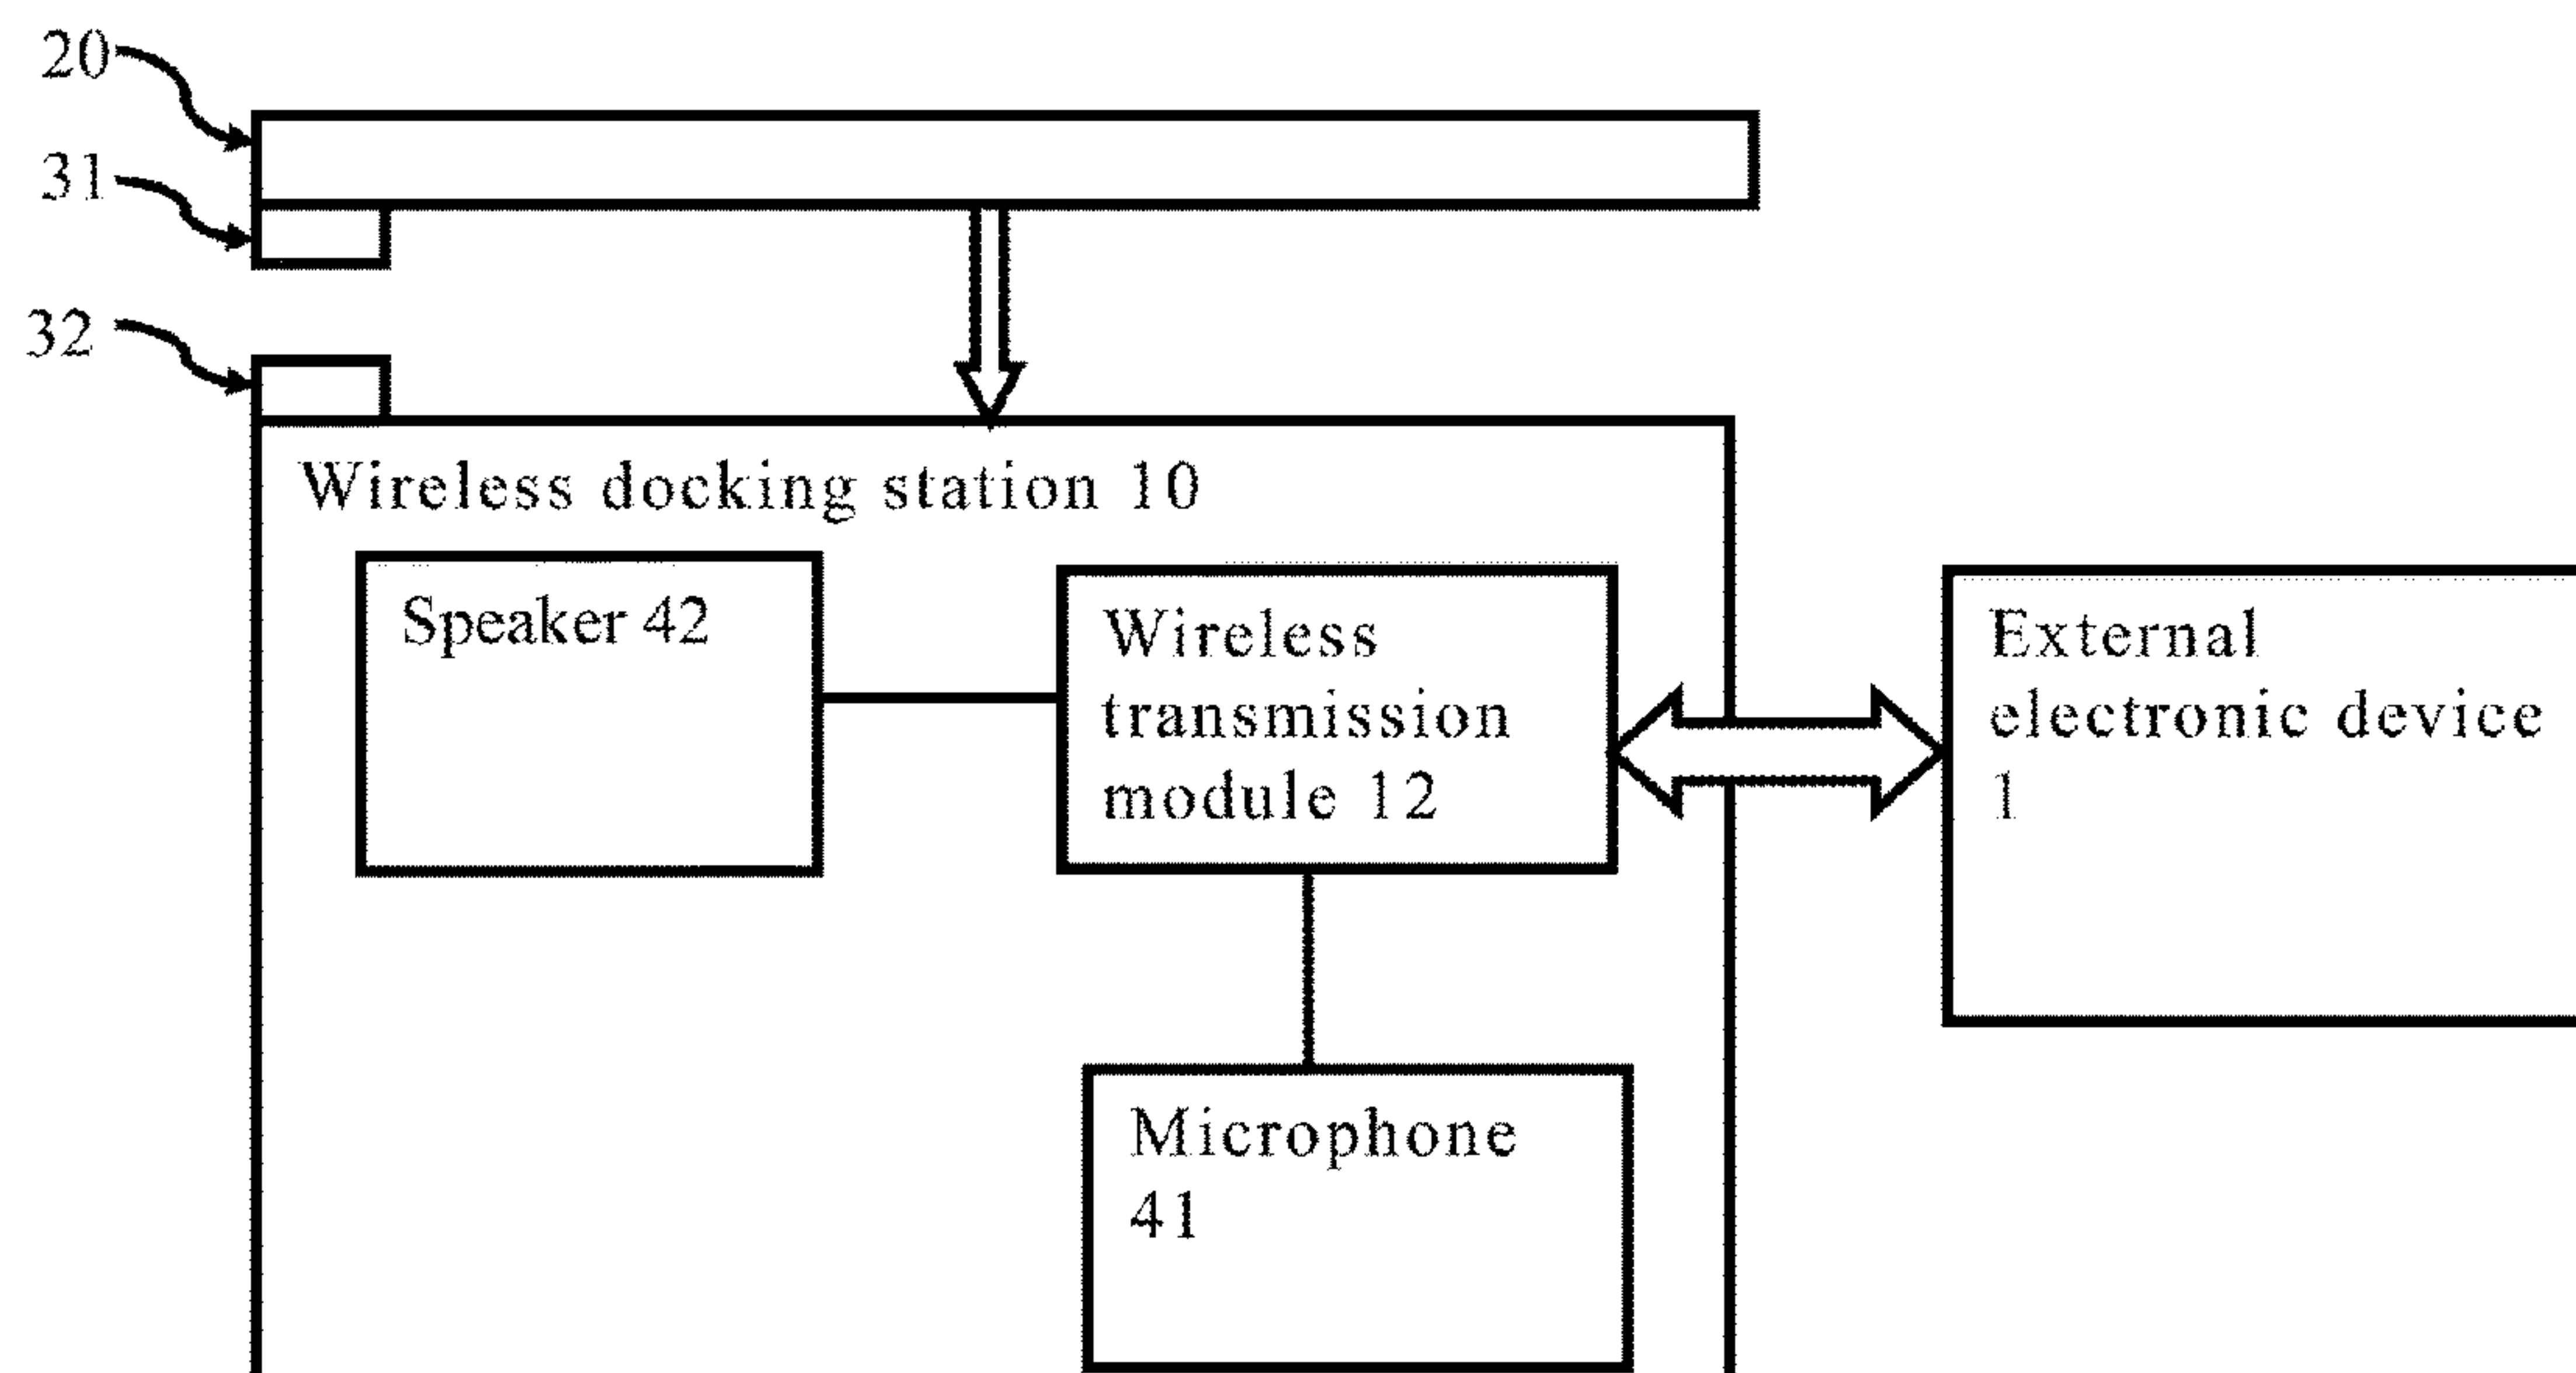 20
31
32
Wireless docking station 10
Speaker 42
Wireless
transmission
module 12
External
electronic device
1
Microphone
41